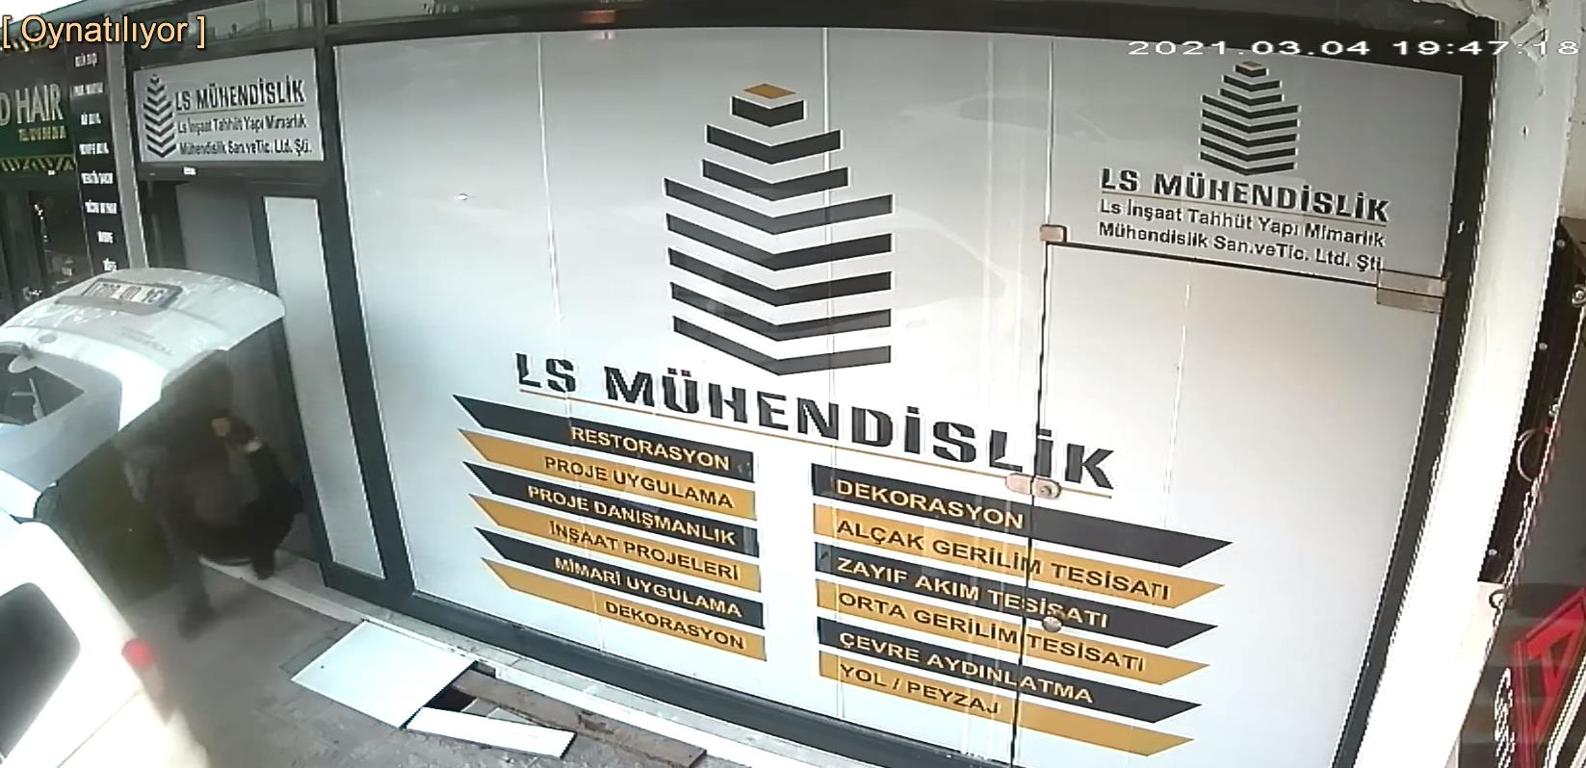 [ Oynatılıyor ]
2021.03.04 19:47:18
D HAIR
LS MÜHENDİSLİK
Ls İnşaat Tahhüt Yapı Mimarlık
Mühendislik San.veTic. Ltd. Şti.
LS MÜHENDİSLİK
Ls İnşaat Tahhüt Yapı Mimarlık
Mühendislik San.veTic. Ltd. Şti.
LS MÜHENDİSLİK
RESTORASYON
PROJE UYGULAMA
PROJE DANIŞMANLIK
İNŞAAT PROJELERİ
MİMARİ UYGULAMA
DEKORASYON
DEKORASYON
ALÇAK GERİLİM TESİSATI
ZAYIF AKIM TESİSATI
ORTA GERİLİM TESİSATI
ÇEVRE AYDINLATMA
YOL / PEYZAJ